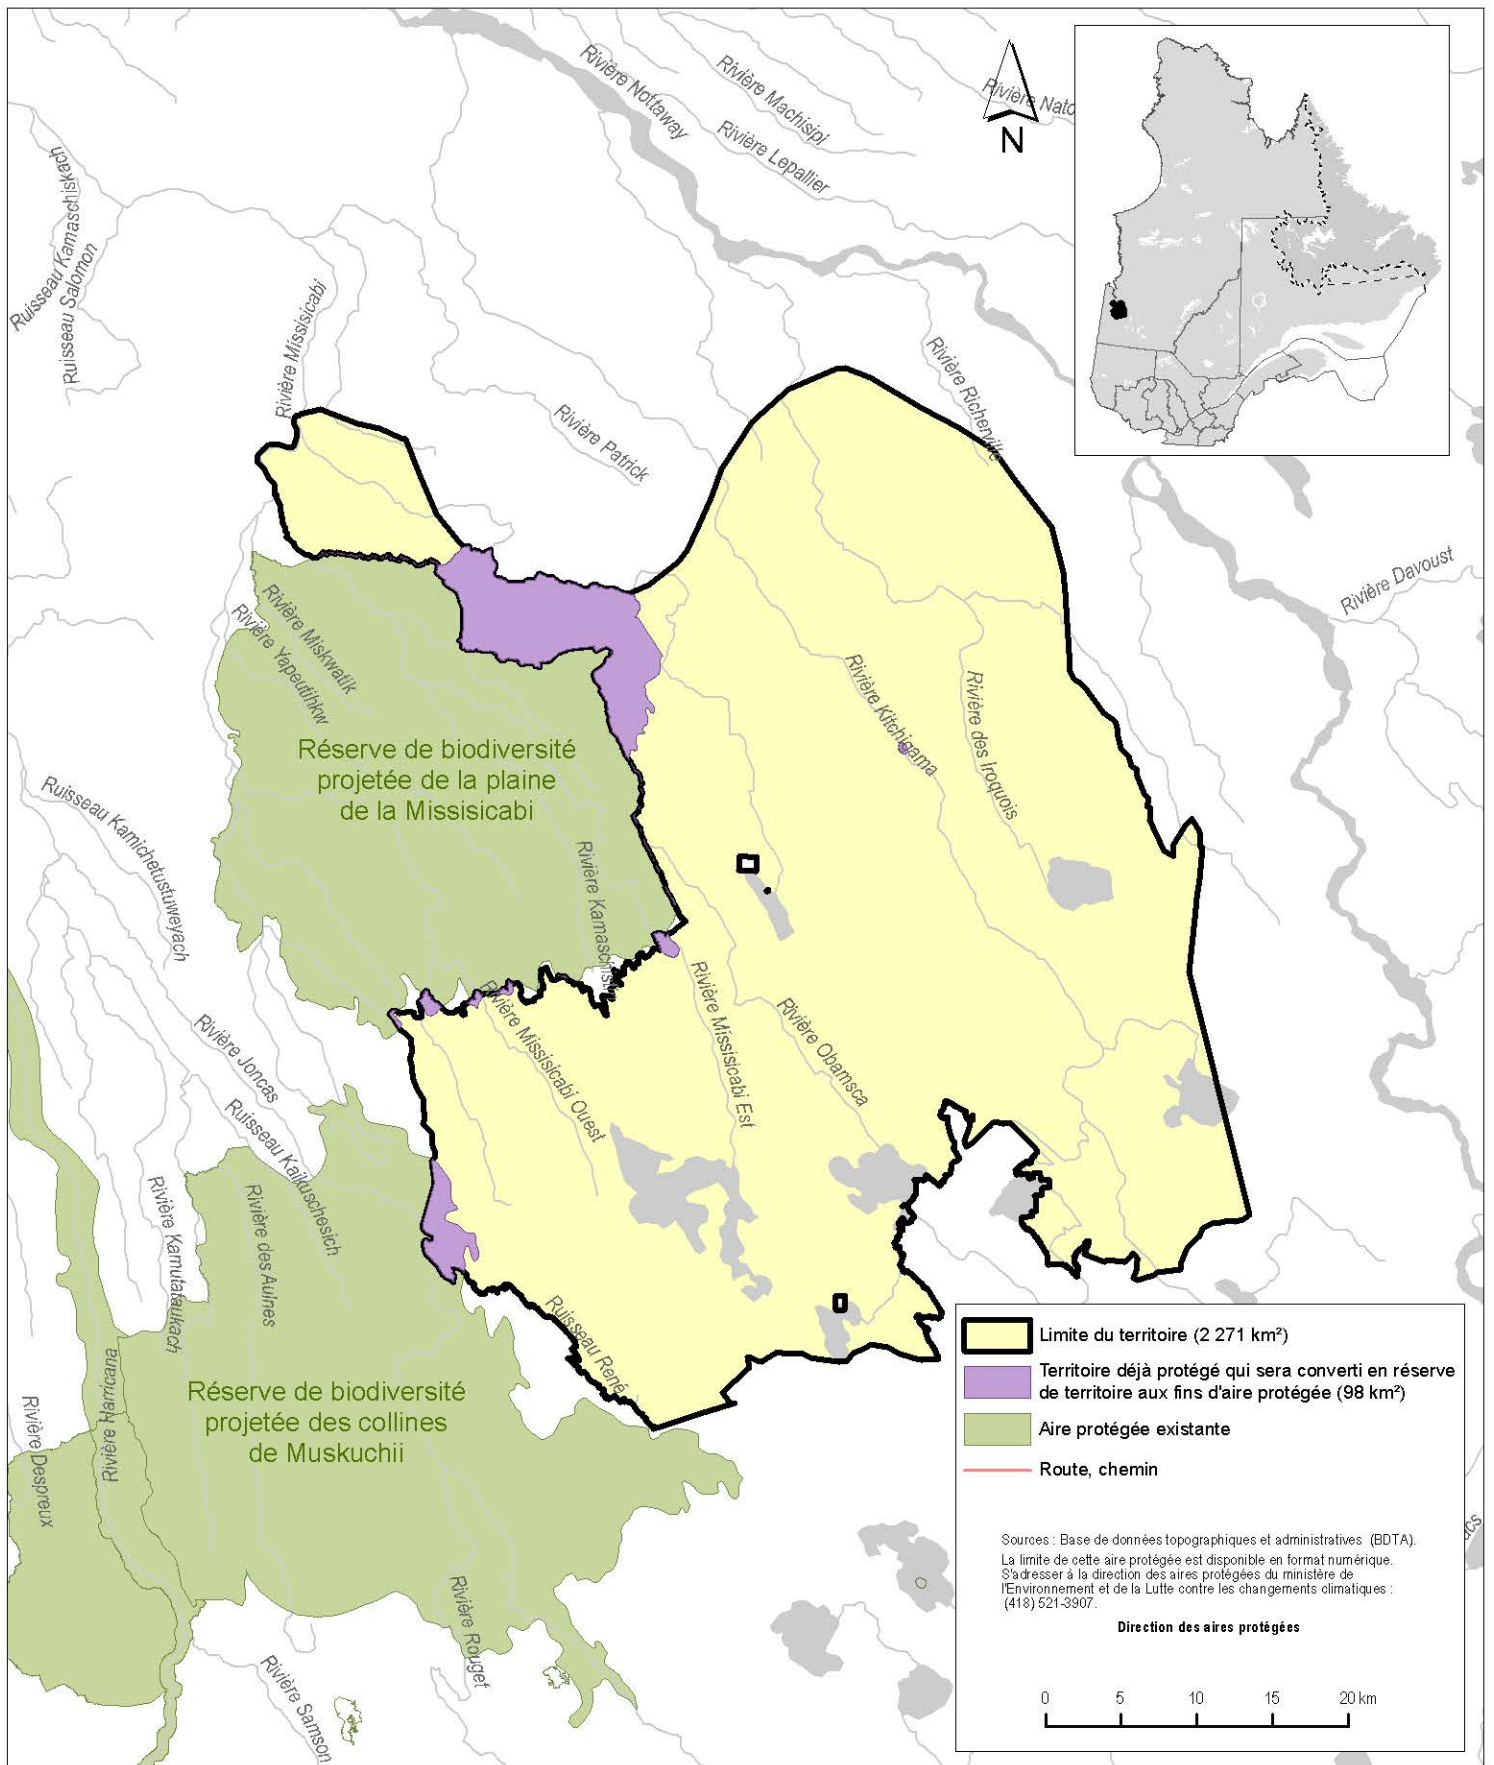 Rivière Nottaway
Rivière Machisipi
Rivière Lepallier
Rivière Nato
N
Ruisseau Kamaschiskach
Ruisseau Salomon
Rivière Missisicabi
Rivière Patrick
Rivière Richerville
Rivière Davoust
Rivière Miskwatik
Rivière Yapeutihkw
Rivière Kitchigama
Rivière des Iroquois
Réserve de biodiversité
projetée de la plaine
de la Missisicabi
Ruisseau Kamichetustuweyach
Rivière Missisicabi Ouest
Rivière Missisicabi Est
Rivière Obamsca
Rivière Joncas
Ruisseau Kaikuschesich
Rivière Kamutataukach
Rivière des Aulnes
Ruisseau René
Rivière Harricana
Rivière Despreux
Réserve de biodiversité
projetée des collines
de Muskuchii
Rivière Rouget
Rivière Samson
Limite du territoire (2 271 km²)
Territoire déjà protégé qui sera converti en réserve
de territoire aux fins d'aire protégée (98 km²)
Aire protégée existante
Route, chemin
Sources : Base de données topographiques et administratives (BDTA).
La limite de cette aire protégée est disponible en format numérique.
S'adresser à la direction des aires protégées du ministère de
l'Environnement et de la Lutte contre les changements climatiques :
(418) 521-3907.
Direction des aires protégées
0 5 10 15 20 km